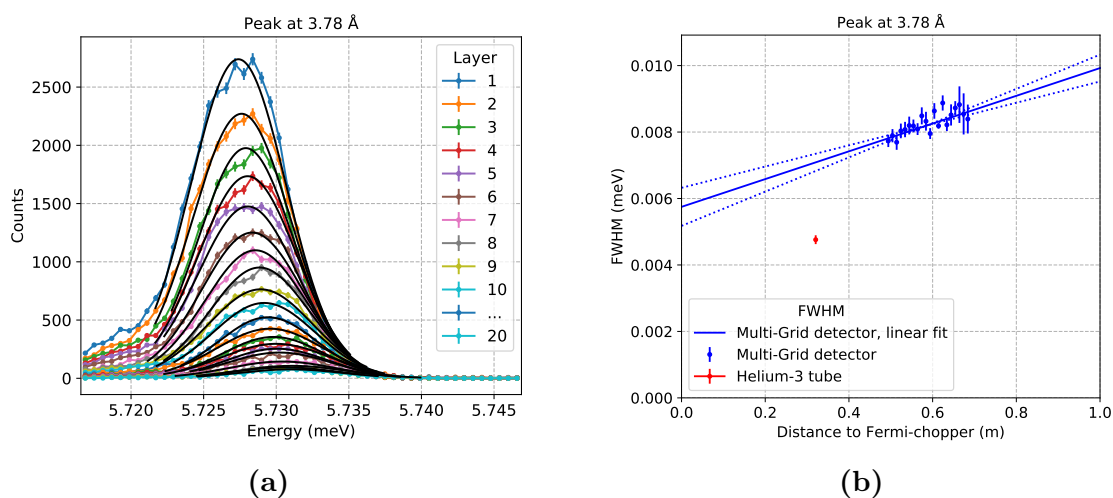 Peak at 3.78 Å
Counts
2500
2000
1500
1000
500
0
5.720 5.725 5.730 5.735 5.740 5.745
Energy (meV)
Layer
1
2
3
4
5
6
7
8
9
10
...
20
(a)
Peak at 3.78 Å
FWHM (meV)
0.010
0.008
0.006
0.004
0.002
0.000
0.0 0.2 0.4 0.6 0.8 1.0
Distance to Fermi-chopper (m)
FWHM
Multi-Grid detector, linear fit
Multi-Grid detector
Helium-3 tube
(b)